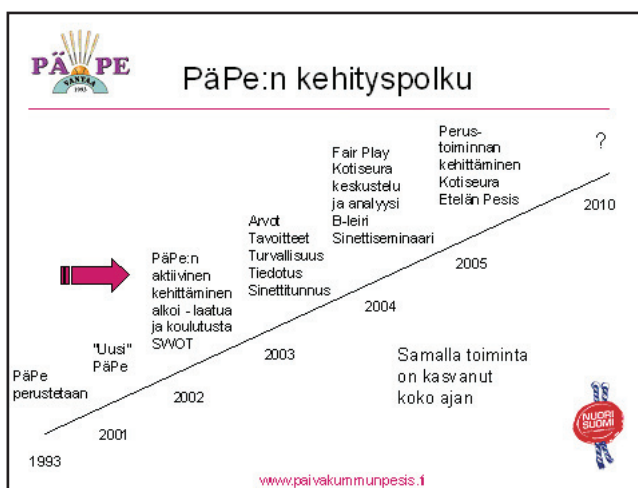 PÄ PE
VANTAA
1993
PäPe:n kehityspolku
PäPe
perustetaan
1993
"Uusi"
PäPe
2001
PäPe:n
aktiivinen
kehittäminen
alkoi - laatua
ja koulutusta
SWOT
2002
Arvot
Tavoitteet
Turvallisuus
Tiedotus
Sinettitunnus
2003
Fair Play
Kotiseura
keskustelu
ja analyysi
B-leiri
Sinettiseminaari
2004
Perus-
toiminnan
kehittäminen
Kotiseura
Etelän Pesis
2005
?
2010
Samalla toiminta
on kasvanut
koko ajan
NUORI
SUOMI
www.paivakummunpesis.fi